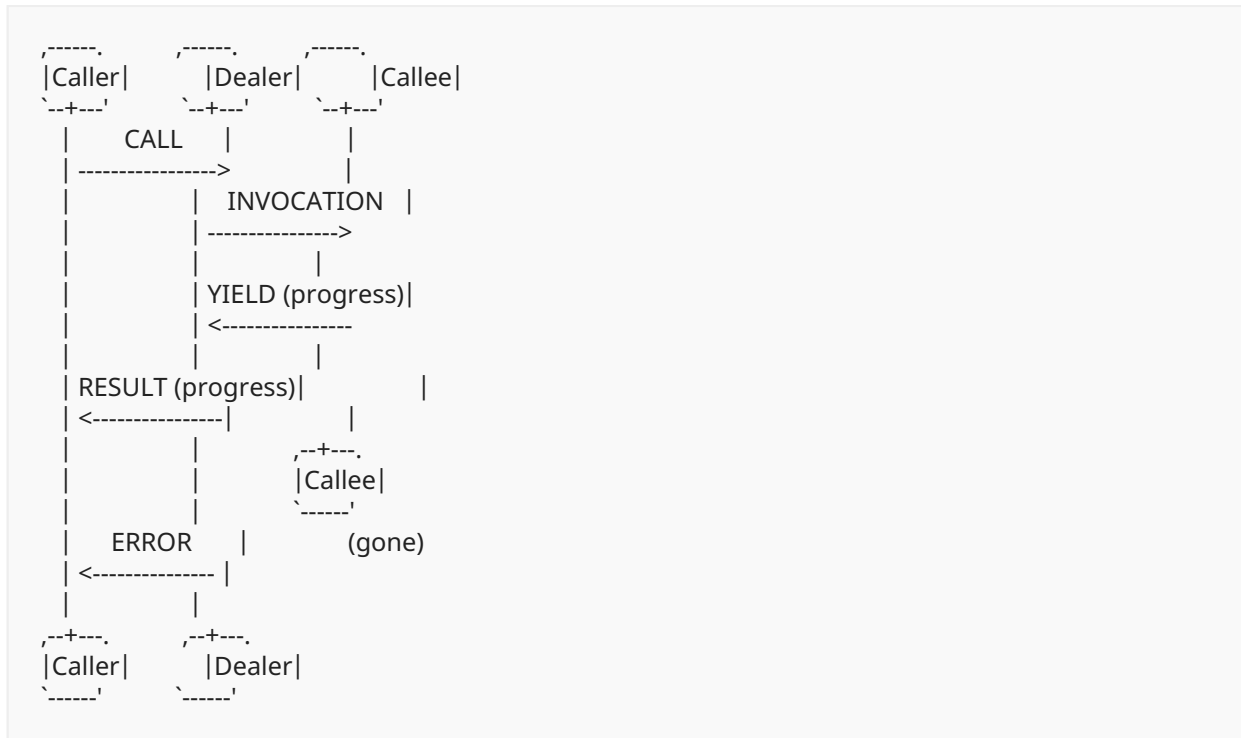 ,------.          ,------.          ,------.
|Caller|          |Dealer|          |Callee|
`--+---'          `--+---'          `--+---'
   |       CALL      |                 |
   | ----------------->                |
   |                 |   INVOCATION   |
   |                 | ---------------->
   |                 |                |
   |                 | YIELD (progress)|
   |                 | <----------------
   |                 |                |
   | RESULT (progress)|                 |
   | <----------------|                |
   |                 |              ,--+---.
   |                 |              |Callee|
   |                 |              `------'
   |      ERROR      |               (gone)
   | <--------------- |
   |                 |
,--+---.          ,--+---.
|Caller|          |Dealer|
`------'          `------'